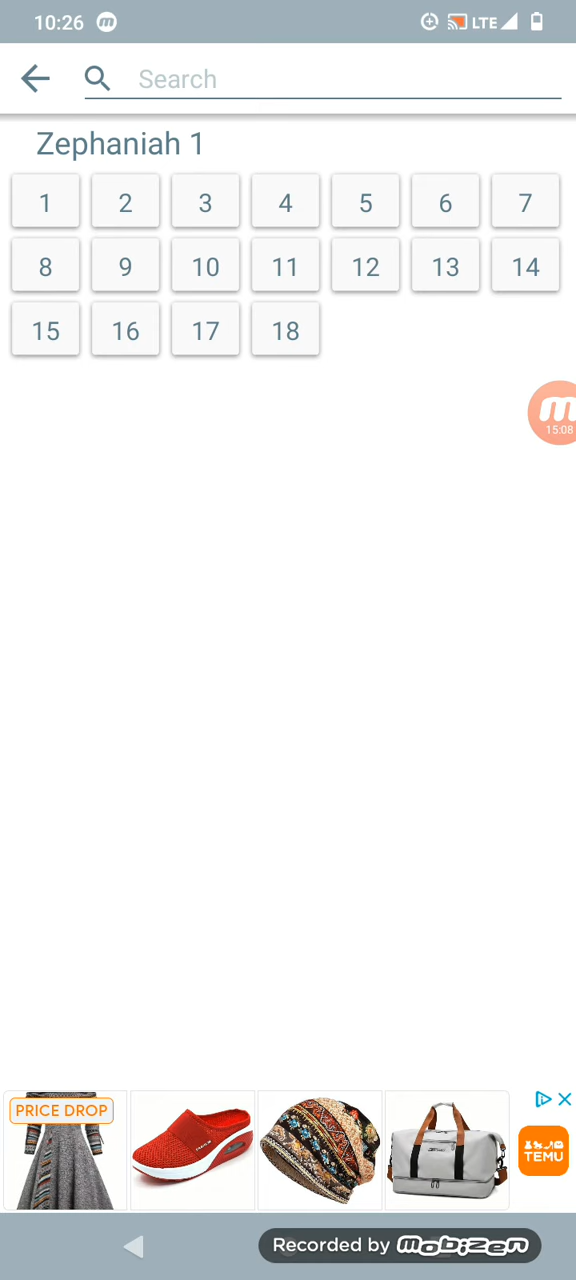 10:26 m LTE
Search
Zephaniah 1
1 2 3 4 5 6 7
8 9 10 11 12 13 14
15 16 17 18
m
15:08
PRICE DROP
TEMU
Recorded by mobizen